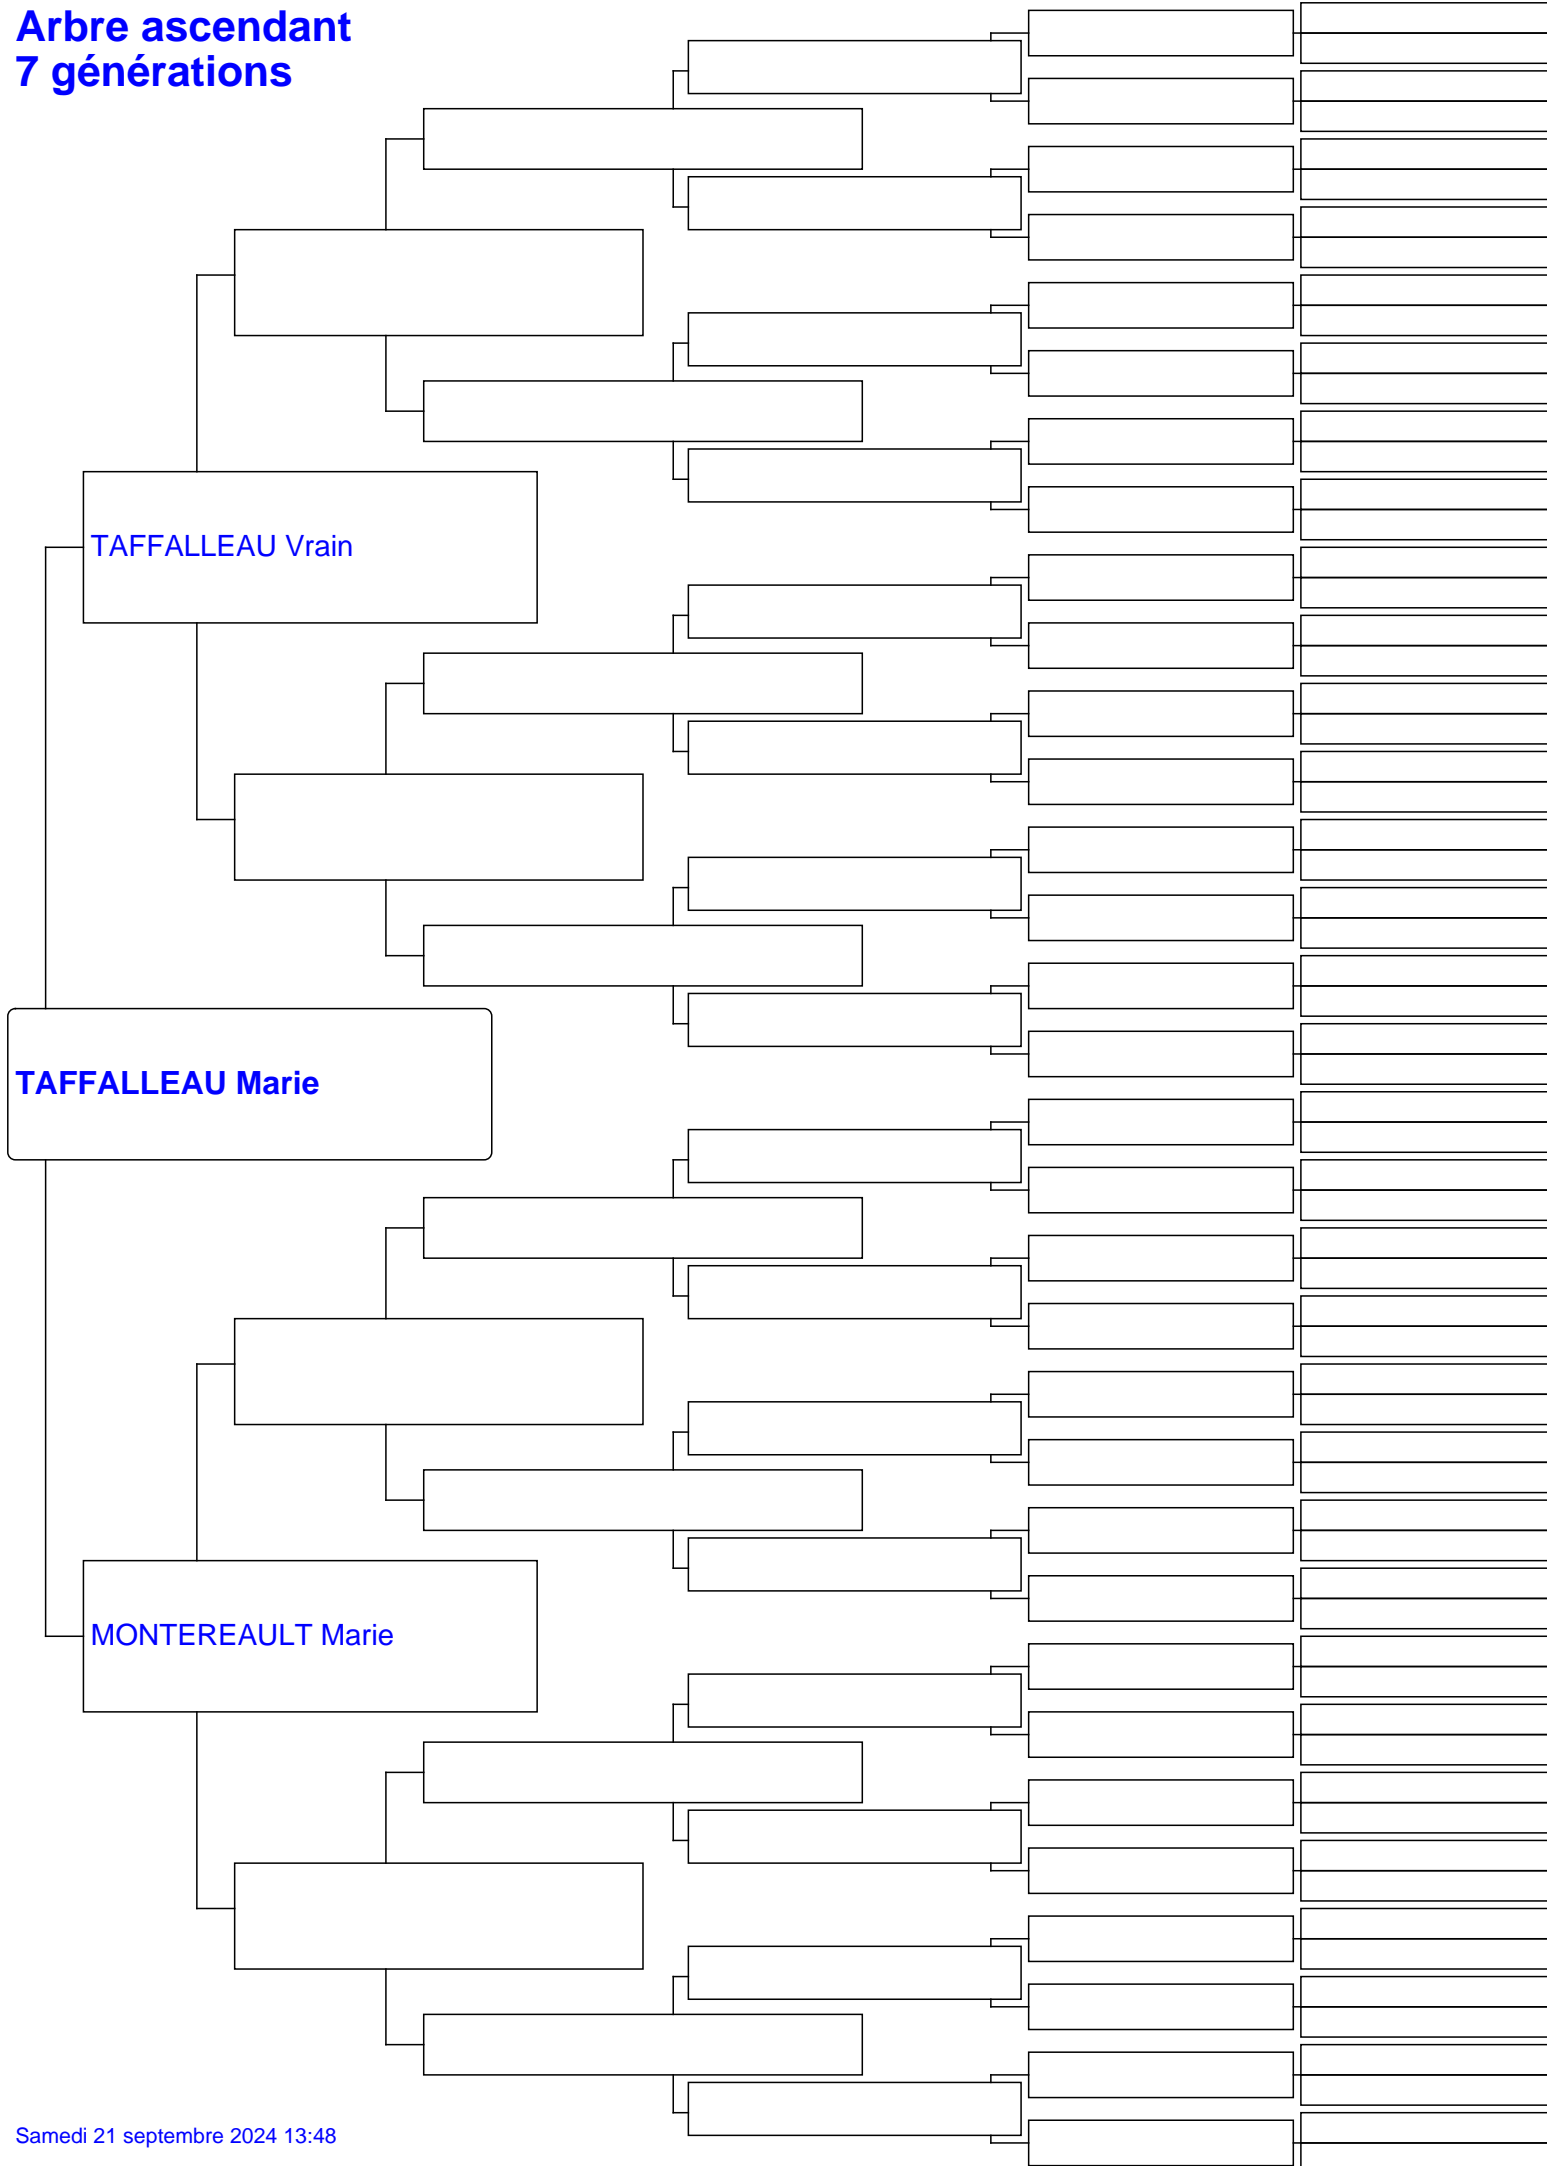 Arbre ascendant
7 générations
TAFFALLEAU Vrain
TAFFALLEAU Marie
MONTEREAULT Marie
Samedi 21 septembre 2024 13:48